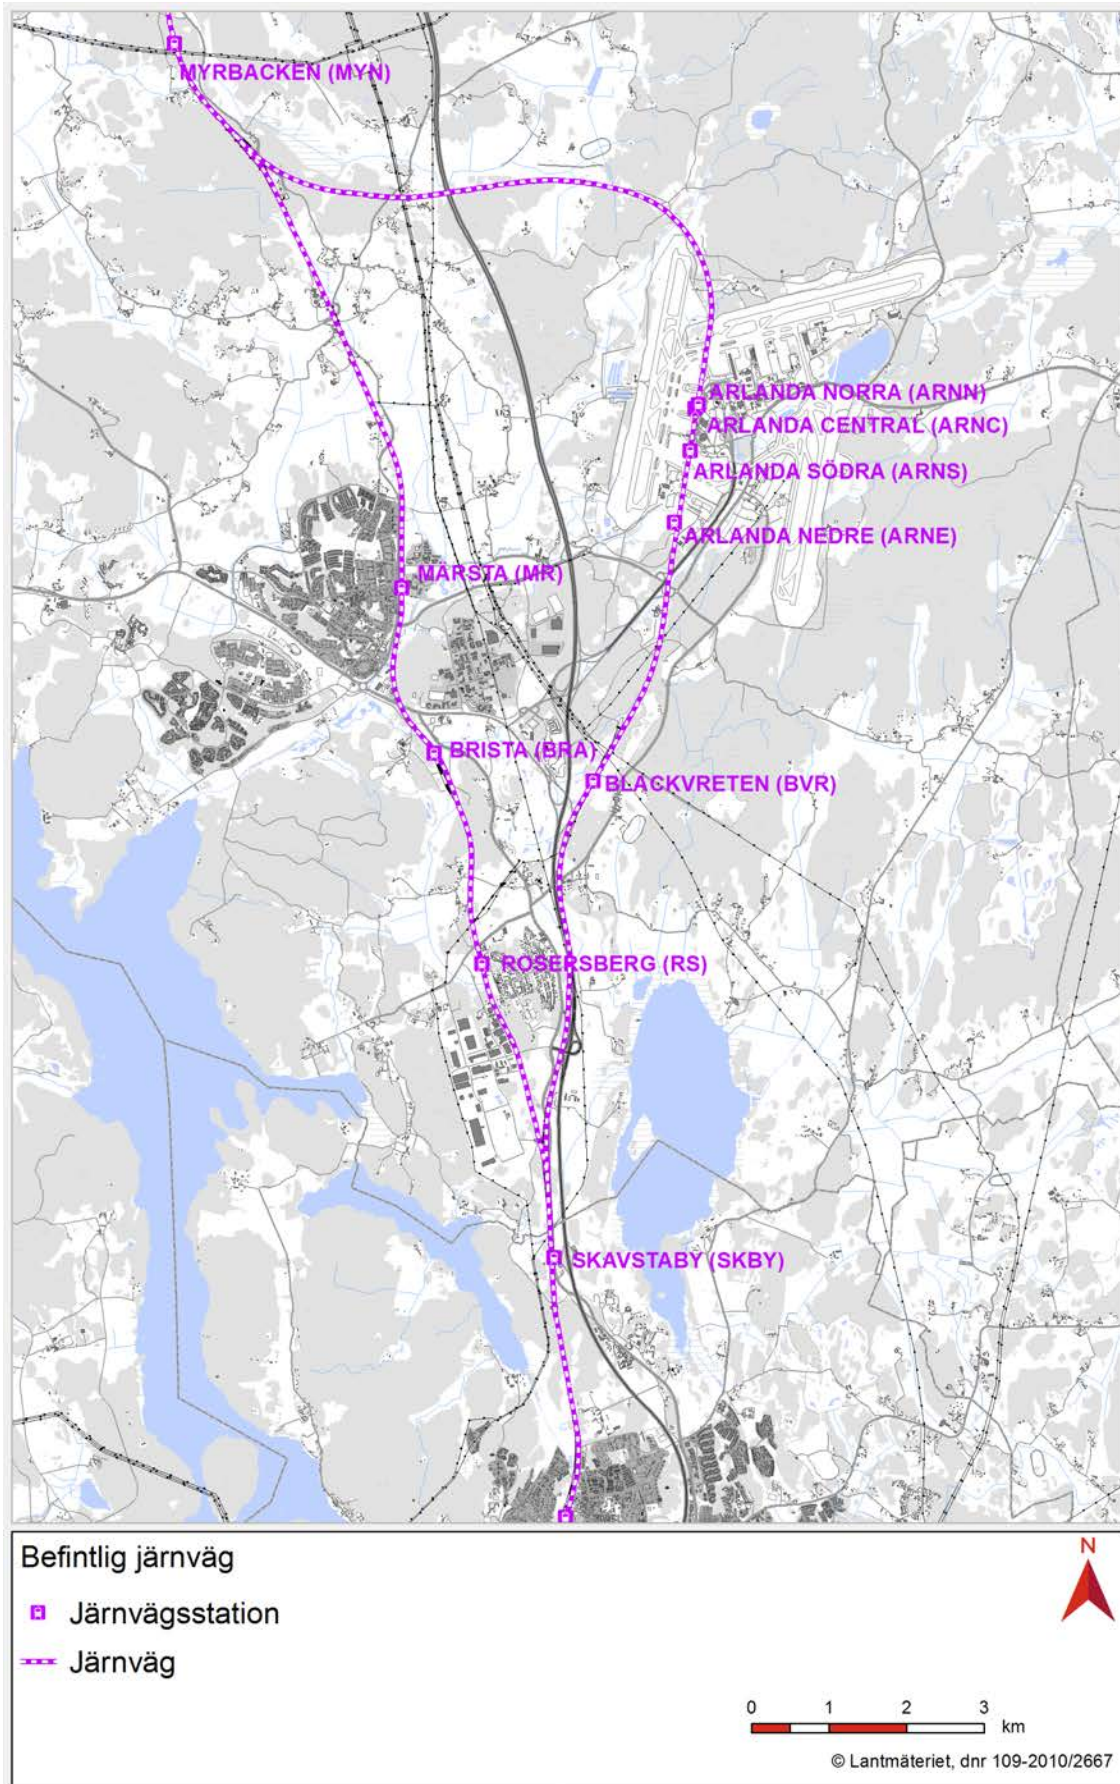 MYRBACKEN (MYN)
ARLANDA NORRA (ARNN)
ARLANDA CENTRAL (ARNC)
ARLANDA SÖDRA (ARNS)
ARLANDA NEDRE (ARNE)
MÄRSTA (MR)
BRISTA (BRA)
BLACKVRETEN (BVR)
ROSERSBERG (RS)
SKAVSTABY (SKBY)
Befintlig järnväg
Järnvägsstation
Järnväg
N
0 1 2 3
km
© Lantmäteriet, dnr 109-2010/2667